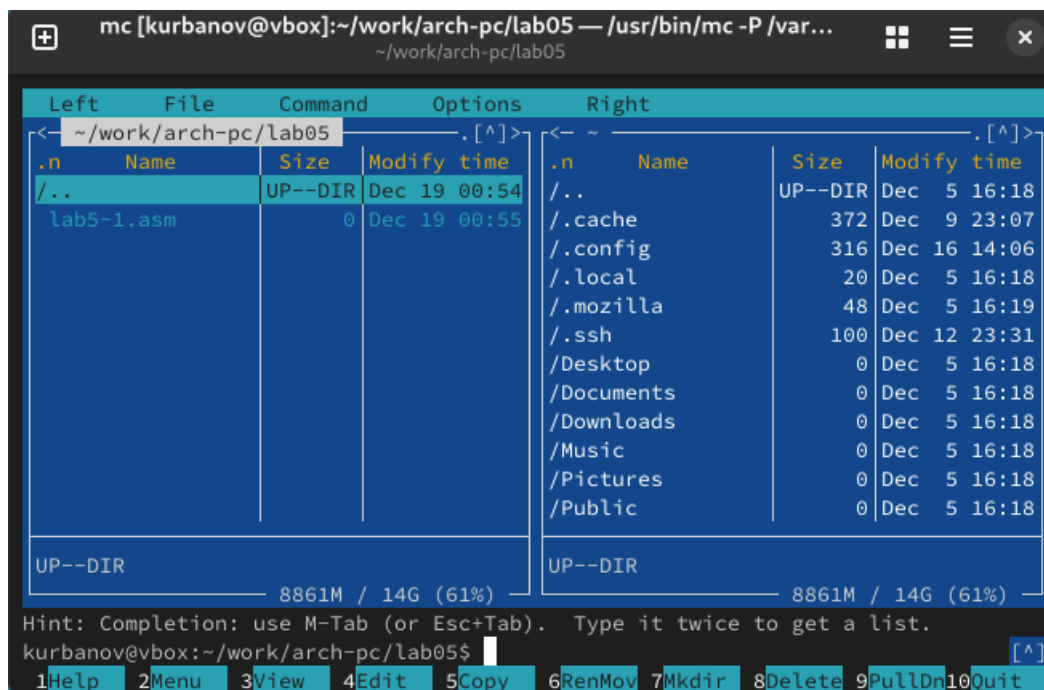 mc [kurbanov@vbox]:~/work/arch-pc/lab05 — /usr/bin/mc -P /var...
~/work/arch-pc/lab05
Left File Command Options Right
<— ~/work/arch-pc/lab05 .[^]> <— ~ .[^]>
.n Name Size Modify time .n Name Size Modify time
/.. UP--DIR Dec 19 00:54 /.. UP--DIR Dec 5 16:18
lab5-1.asm 0 Dec 19 00:55 /.cache 372 Dec 9 23:07
/.config 316 Dec 16 14:06
/.local 20 Dec 5 16:18
/.mozilla 48 Dec 5 16:19
/.ssh 100 Dec 12 23:31
/Desktop 0 Dec 5 16:18
/Documents 0 Dec 5 16:18
/Downloads 0 Dec 5 16:18
/Music 0 Dec 5 16:18
/Pictures 0 Dec 5 16:18
/Public 0 Dec 5 16:18
UP--DIR UP--DIR
8861M / 14G (61%) 8861M / 14G (61%)
Hint: Completion: use M-Tab (or Esc+Tab). Type it twice to get a list.
kurbanov@vbox:~/work/arch-pc/lab05$ [^]
1Help 2Menu 3View 4Edit 5Copy 6RenMov 7Mkdir 8Delete 9PullDn 10Quit